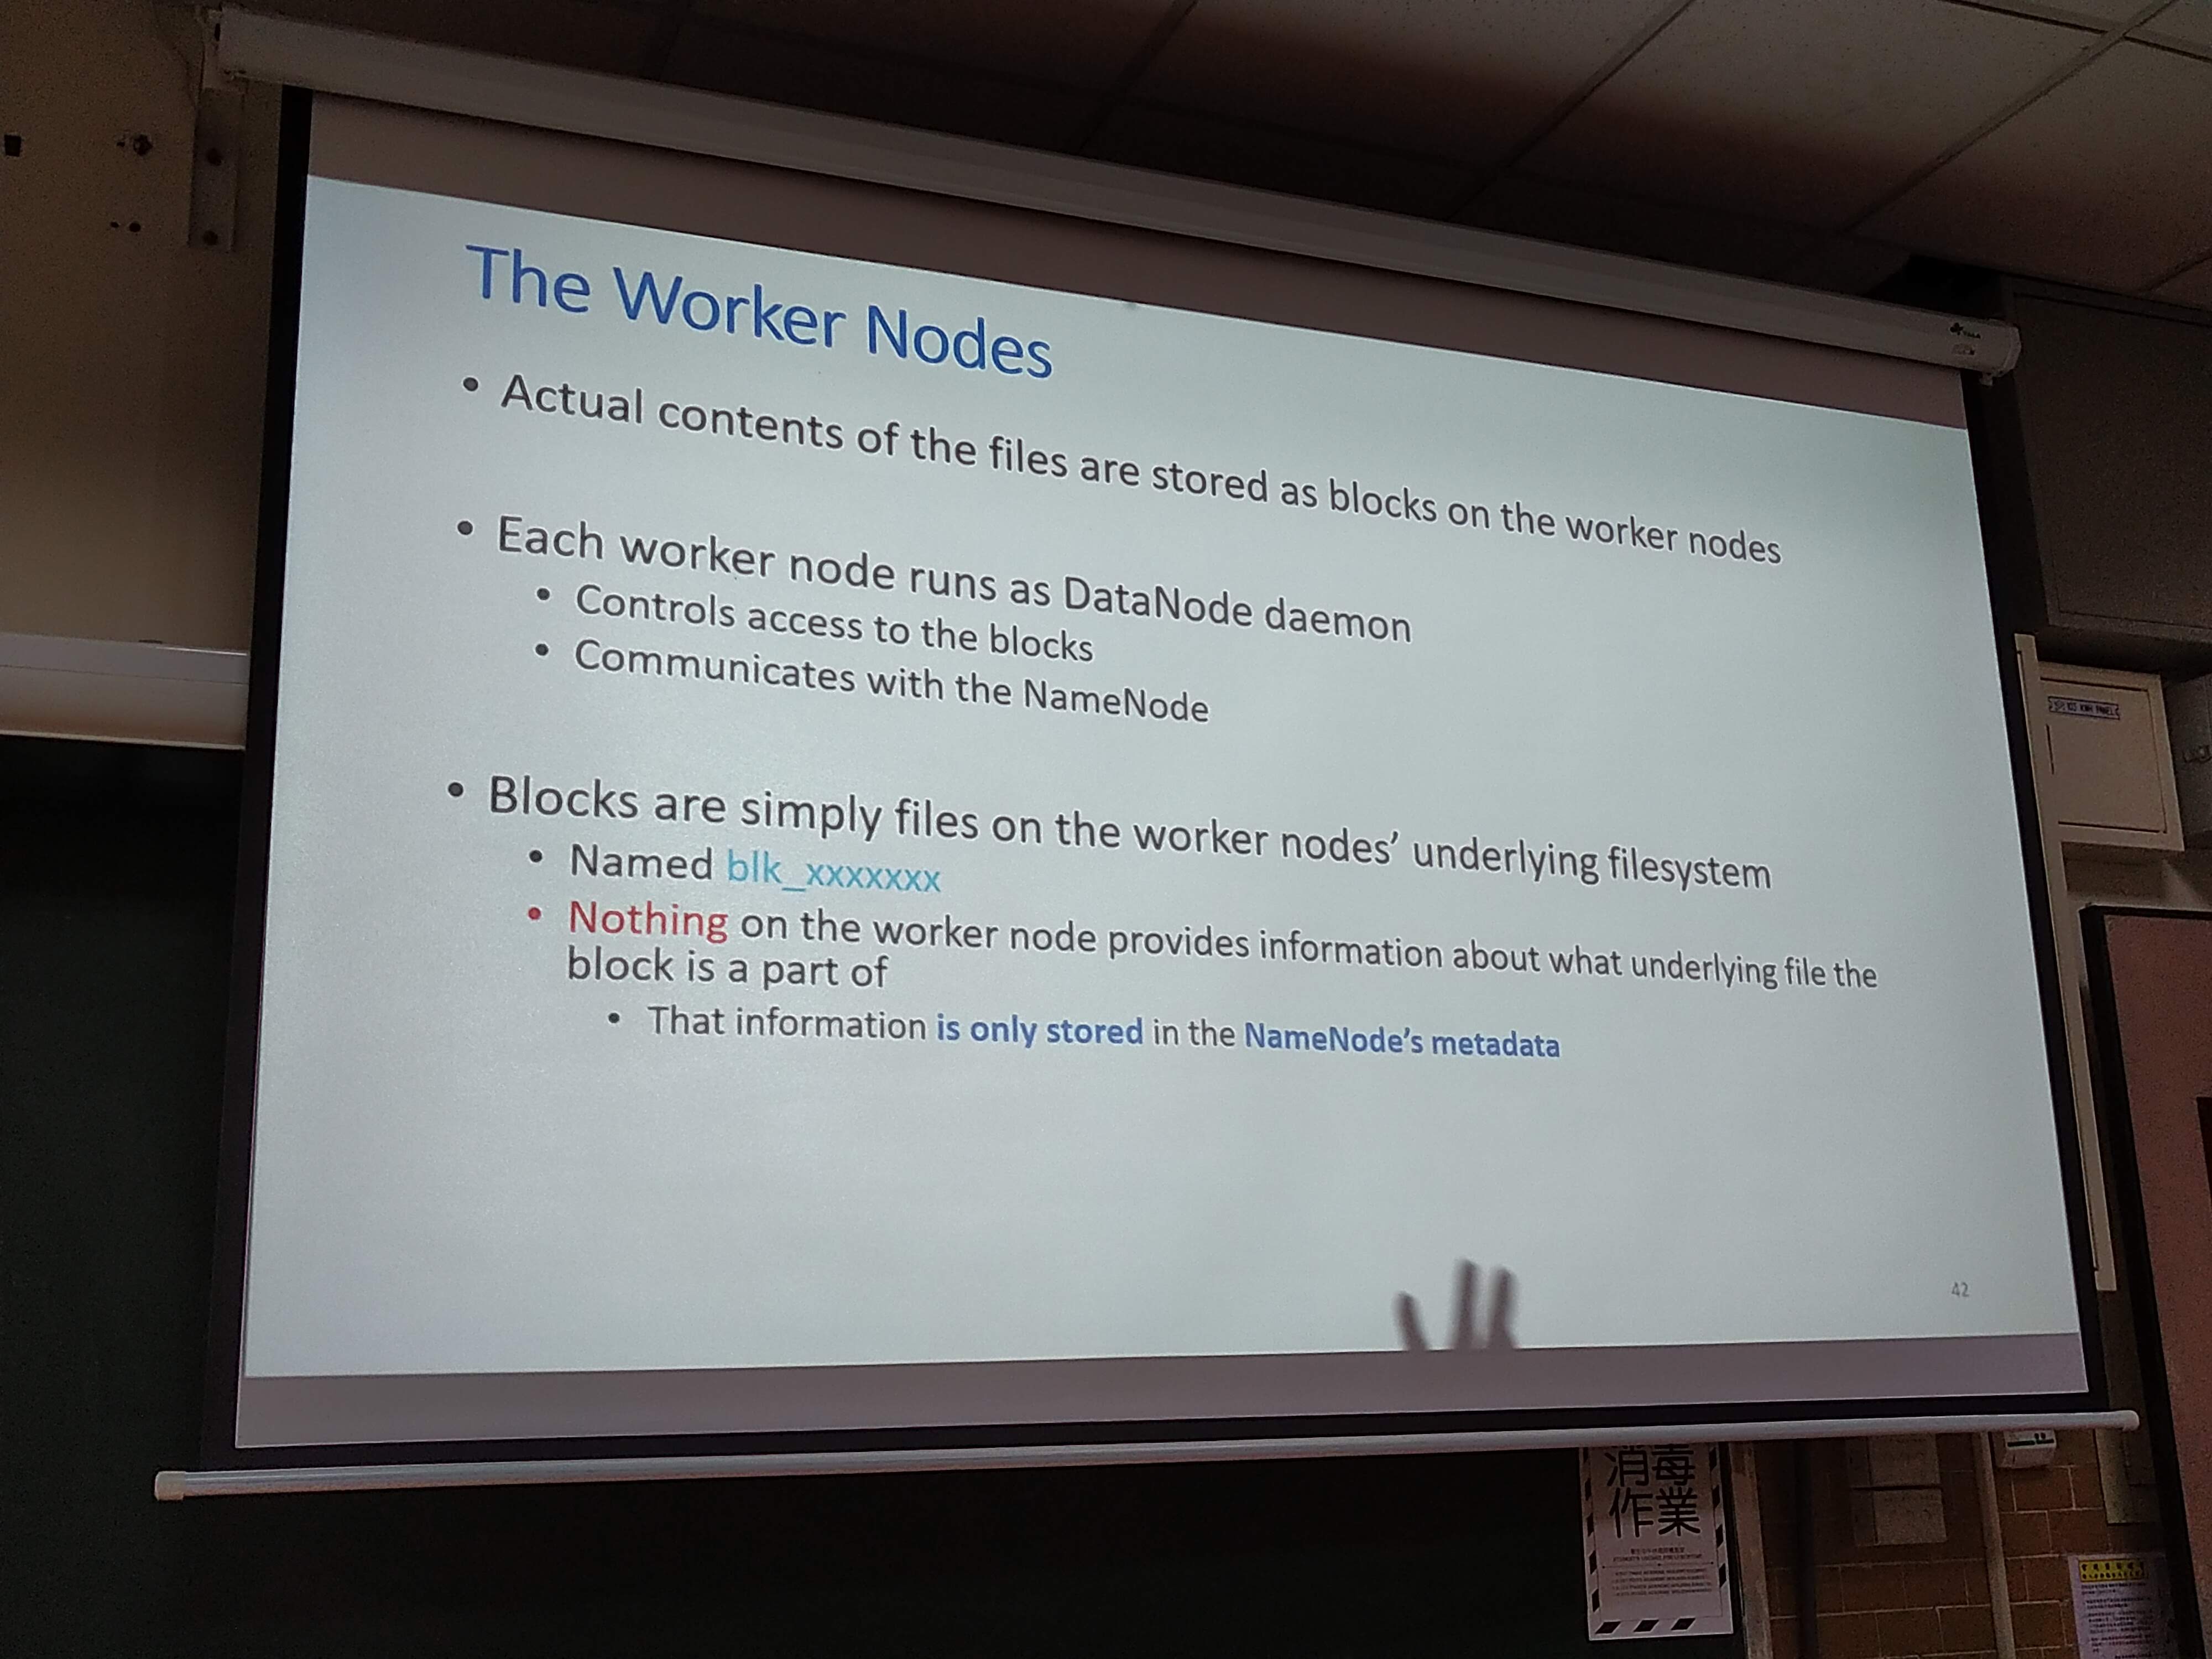 The Worker Nodes
• Actual contents of the files are stored as blocks on the worker nodes
• Each worker node runs as DataNode daemon
• Controls access to the blocks
• Communicates with the NameNode
• Blocks are simply files on the worker nodes’ underlying filesystem
• Named blk_xxxxxxx
• Nothing on the worker node provides information about what underlying file the
block is a part of
• That information is only stored in the NameNode’s metadata
42
消毒
作業